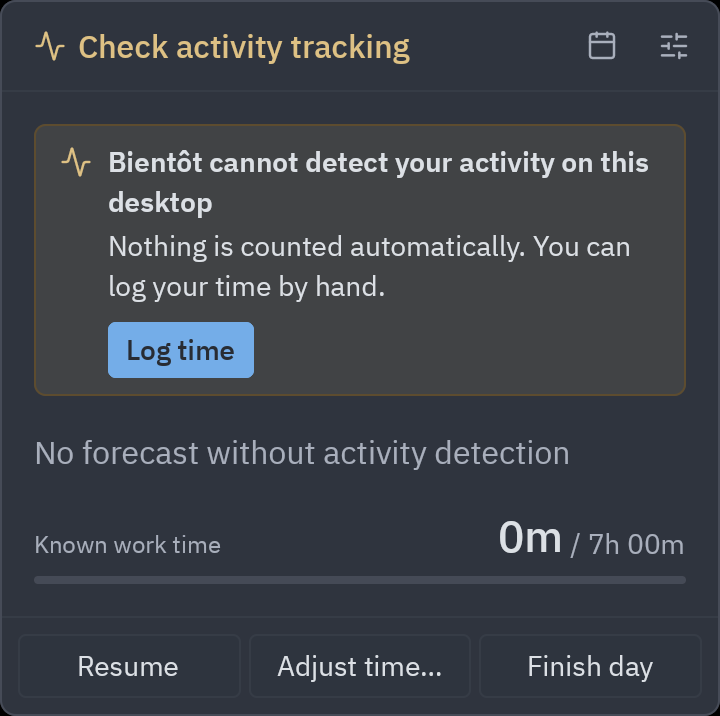 Check activity tracking
Bientôt cannot detect your activity on this
desktop
Nothing is counted automatically. You can
log your time by hand.
Log time
No forecast without activity detection
Known work time
0m / 7h 00m
Resume
Adjust time...
Finish day